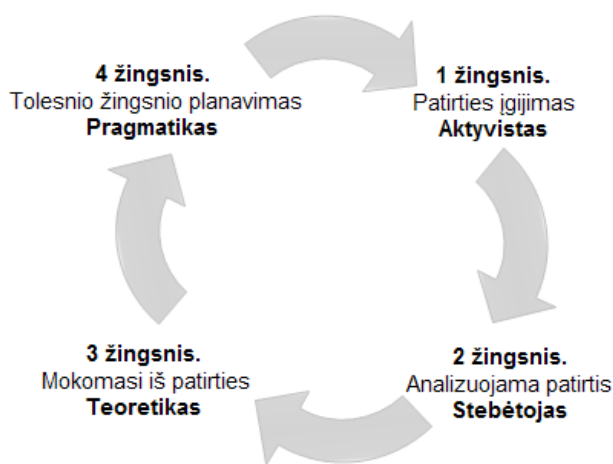 4 žingsnis.
Tolesnio žingsnio planavimas
Pragmatikas
1 žingsnis.
Patirties įgijimas
Aktyvistas
3 žingsnis.
Mokomasi iš patirties
Teoretikas
2 žingsnis.
Analizuojama patirtis
Stebėtojas